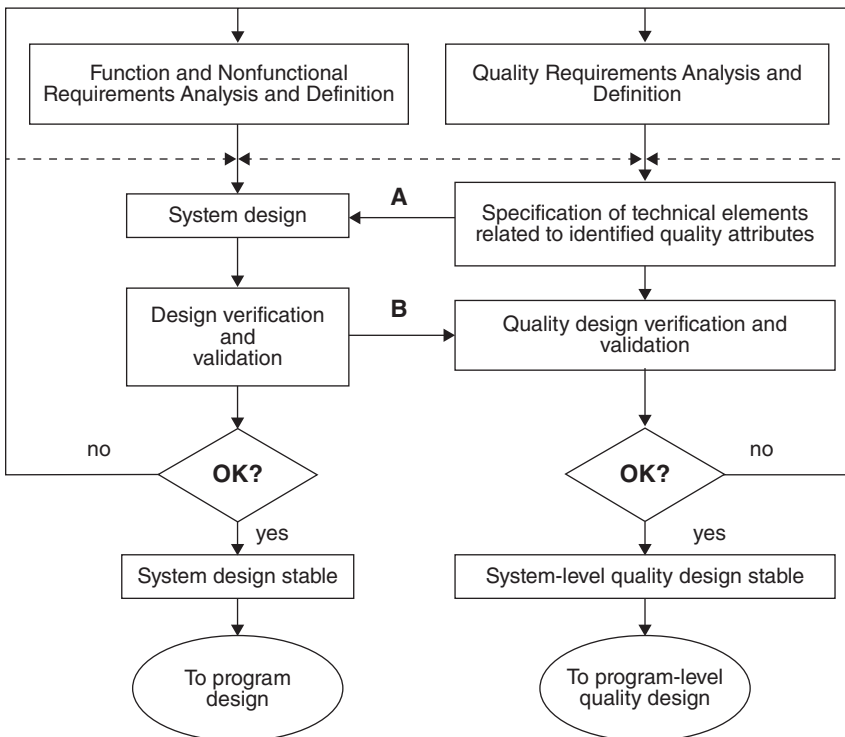 Function and Nonfunctional
Requirements Analysis and Definition
Quality Requirements Analysis and
Definition
System design
A
Specification of technical elements
related to identified quality attributes
Design verification
and
validation
B
Quality design verification and
validation
no
OK?
yes
OK?
no
yes
System design stable
System-level quality design stable
To program
design
To program-level
quality design